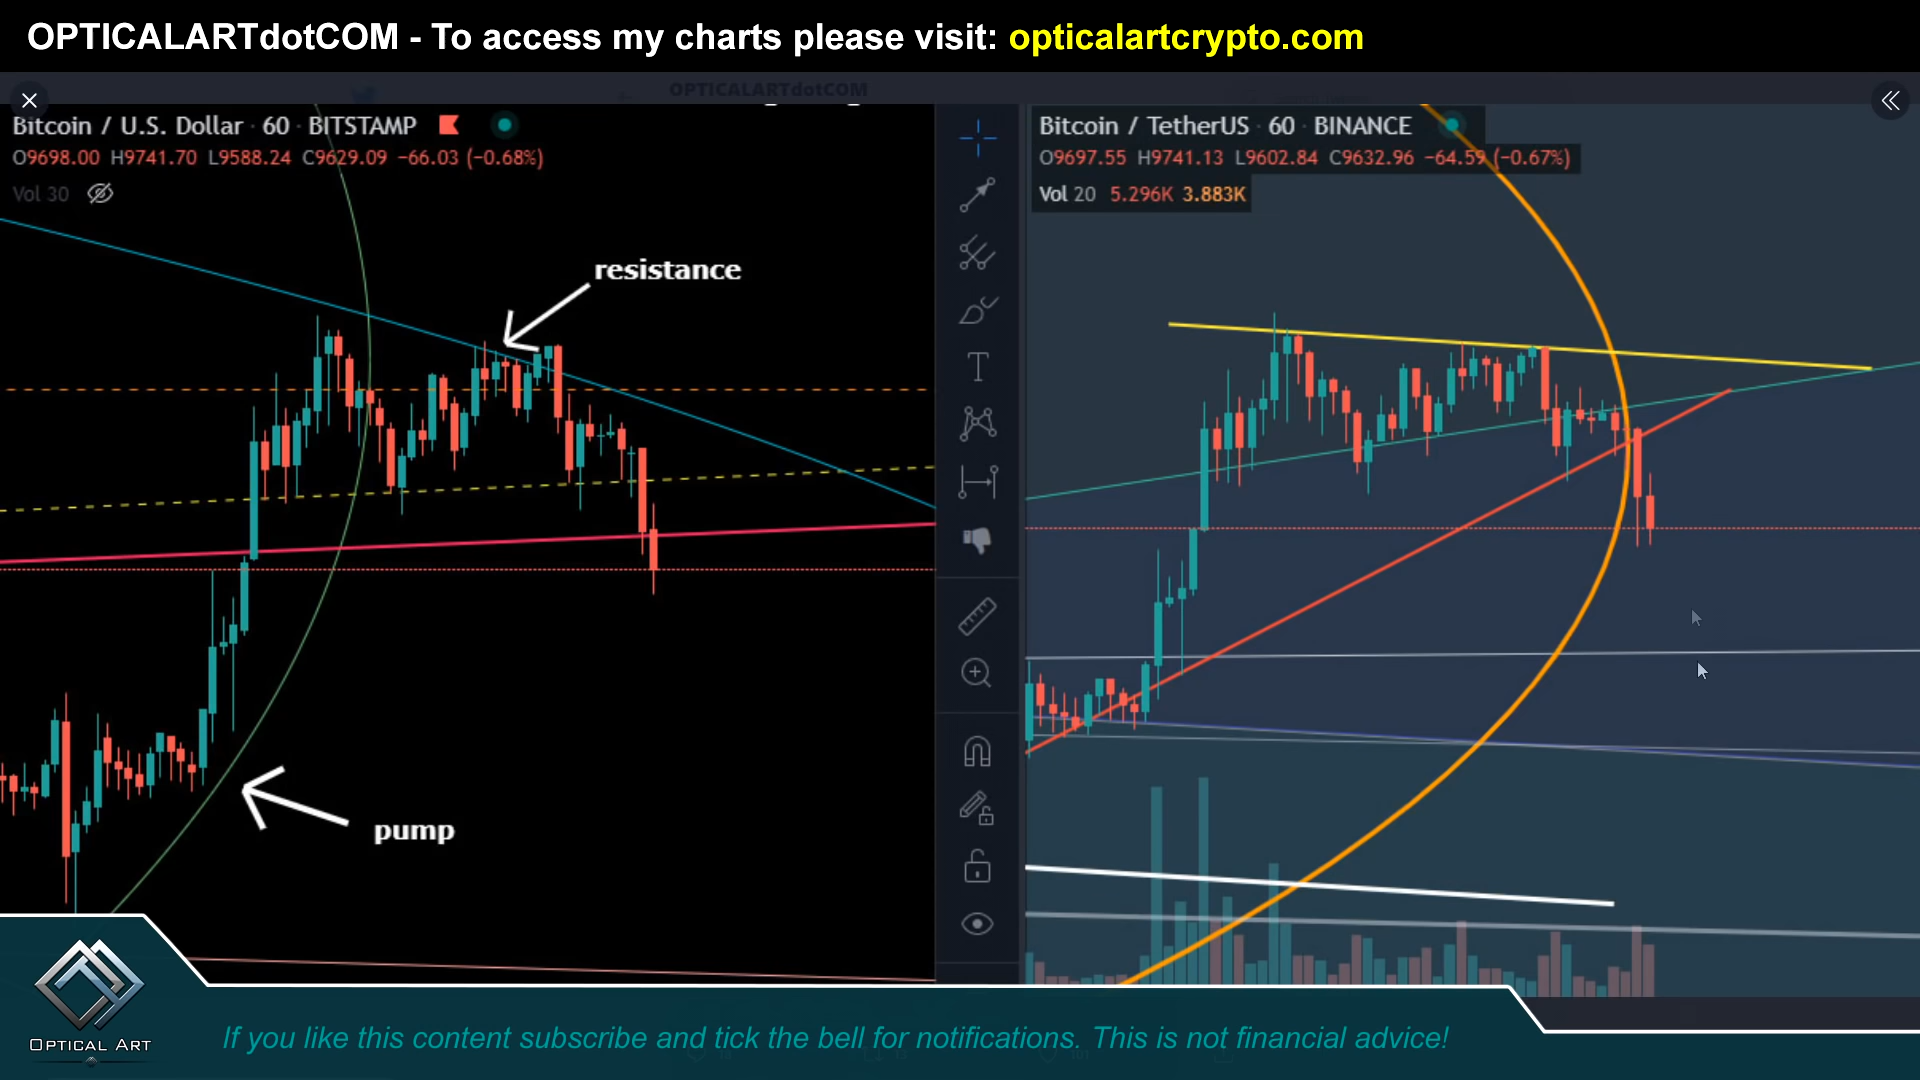 OPTICALARTdotCOM - To access my charts please visit: opticalartcrypto.com
OPTICALARTdotCOM
Bitcoin / U.S. Dollar · 60 · BITSTAMP
O9698.00 H9741.70 L9588.24 C9629.09 −66.03 (−0.68%)
Vol 30
resistance
pump
Bitcoin / TetherUS · 60 · BINANCE
O9697.55 H9741.13 L9602.84 C9632.96 −64.59 (−0.67%)
Vol 20 5.296K 3.883K
OPTICAL ART
If you like this content subscribe and tick the bell for notifications. This is not financial advice!